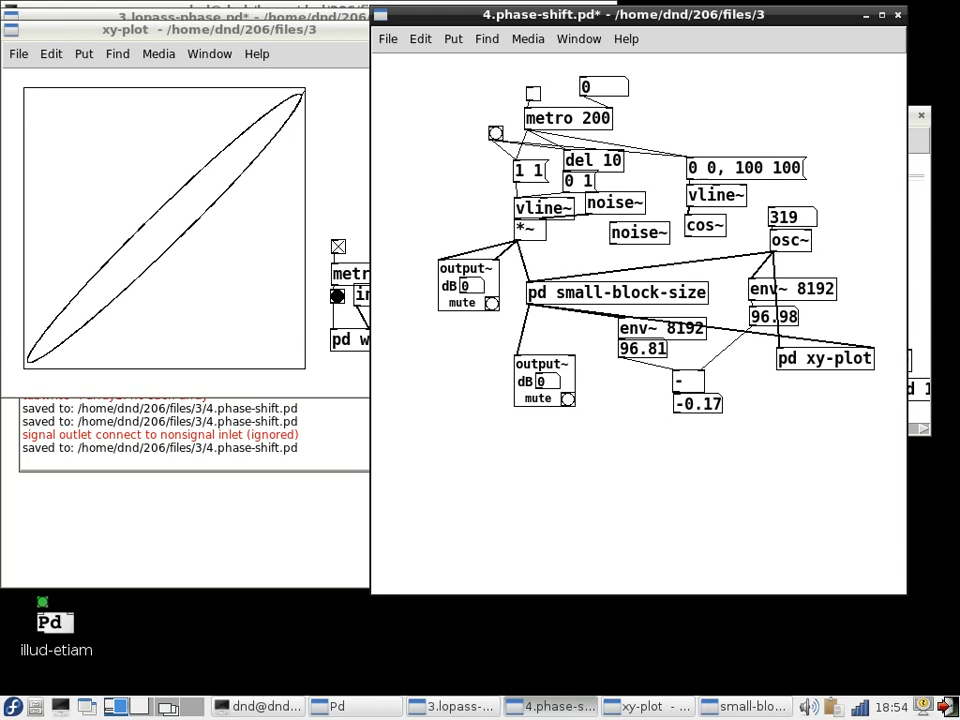 3.lopass-phase.pd* - /home/dnd/206/files/3
xy-plot - /home/dnd/206/files/3
File Edit Put Find Media Window Help
metr
in
pd w
saved to: /home/dnd/206/files/3/4.phase-shift.pd
saved to: /home/dnd/206/files/3/4.phase-shift.pd
signal outlet connect to nonsignal inlet (ignored)
saved to: /home/dnd/206/files/3/4.phase-shift.pd
4.phase-shift.pd* - /home/dnd/206/files/3
File Edit Put Find Media Window Help
0
metro 200
1 1
del 10
0 1
0 0, 100 100
vline~
noise~
vline~
*~
noise~
cos~
319
osc~
output~
dB 0
mute
pd small-block-size
env~ 8192
96.98
env~ 8192
96.81
pd xy-plot
output~
dB 0
mute
-
-0.17
d 1
Pd
illud-etiam
dnd@dnd...
Pd
3.lopass-...
4.phase-s...
xy-plot - ...
small-blo...
18:54